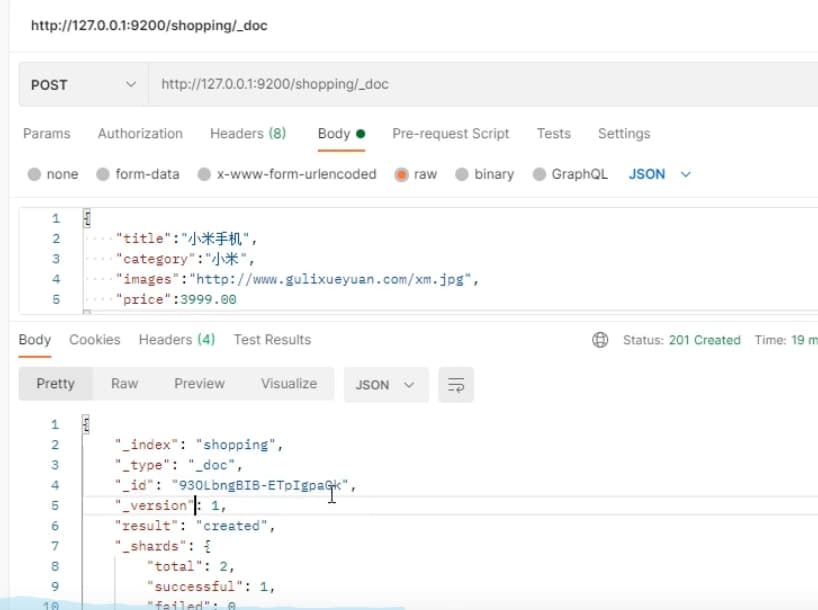 http://127.0.0.1:9200/shopping/_doc
POST http://127.0.0.1:9200/shopping/_doc
Params Authorization Headers (8) Body Pre-request Script Tests Settings
none form-data x-www-form-urlencoded raw binary GraphQL JSON
1 {
2 "title":"小米手机",
3 "category":"小米",
4 "images":"http://www.gulixueyuan.com/xm.jpg",
5 "price":3999.00
Body Cookies Headers (4) Test Results Status: 201 Created Time: 19 m
Pretty Raw Preview Visualize JSON
1 {
2 "_index": "shopping",
3 "_type": "_doc",
4 "_id":
5 "_version": 1,
6 "result": "created",
7 "_shards": {
8 "total": 2,
9 "successful": 1,
10 "failed": 0